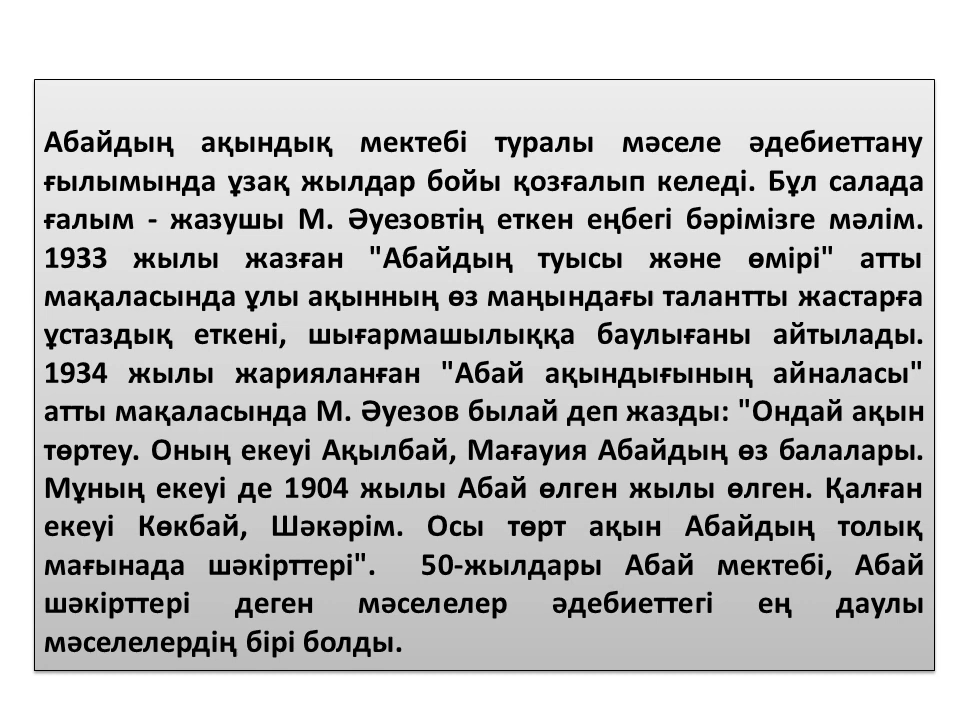 Абайдың ақындық мектебі туралы мәселе әдебиеттану
ғылымында ұзақ жылдар бойы қозғалып келеді. Бұл салада
ғалым - жазушы М. Әуезовтің еткен еңбегі бәрімізге мәлім.
1933 жылы жазған "Абайдың туысы және өмірі" атты
мақаласында ұлы ақынның өз маңындағы талантты жастарға
ұстаздық еткені, шығармашылыққа баулығаны айтылады.
1934 жылы жарияланған "Абай ақындығының айналасы"
атты мақаласында М. Әуезов былай деп жазды: "Ондай ақын
төртеу. Оның екеуі Ақылбай, Мағауия Абайдың өз балалары.
Мұның екеуі де 1904 жылы Абай өлген жылы өлген. Қалған
екеуі Көкбай, Шәкәрім. Осы төрт ақын Абайдың толық
мағынада шәкірттері". 50-жылдары Абай мектебі, Абай
шәкірттері деген мәселелер әдебиеттегі ең даулы
мәселелердің бірі болды.